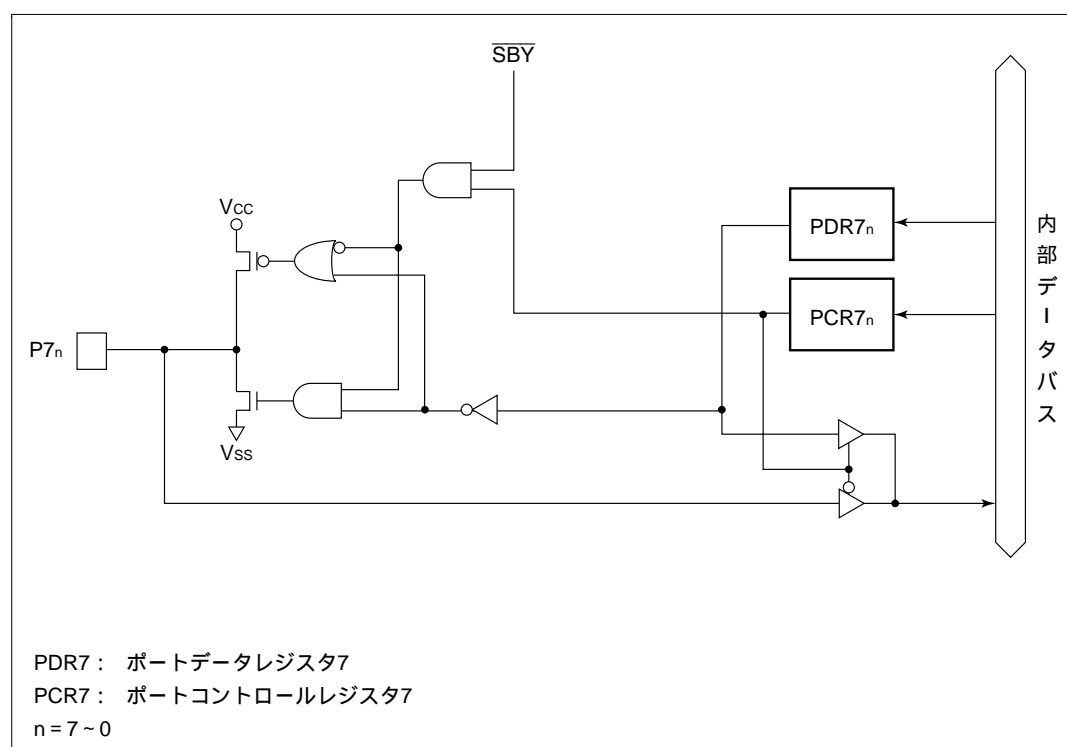 SBY
VCC
PDR7n
内部データバス
PCR7n
P7n
VSS
PDR7： ポートデータレジスタ7
PCR7： ポートコントロールレジスタ7
n = 7 ~ 0